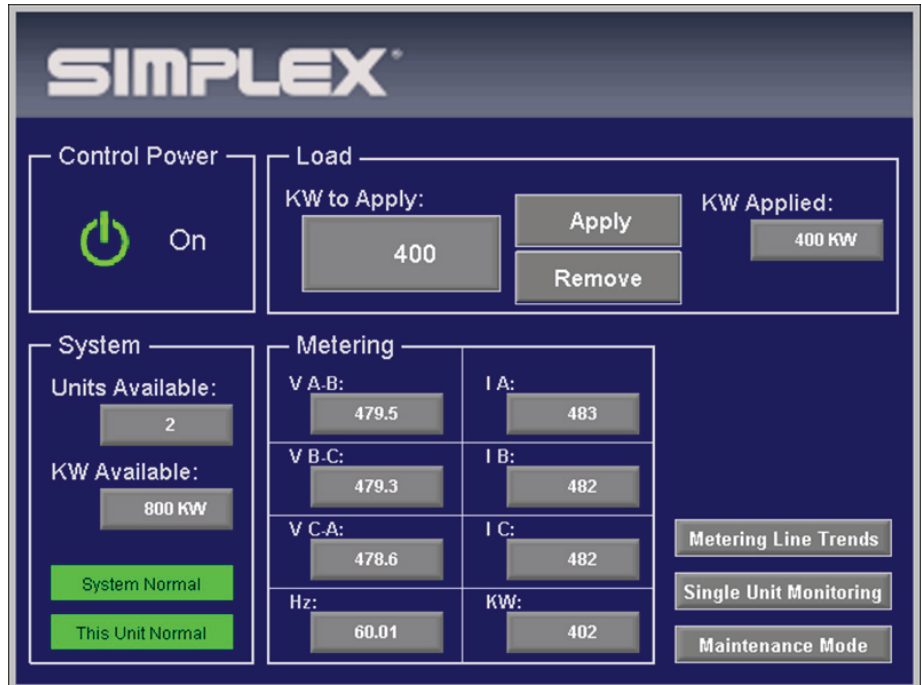 SIMPLEX®
Control Power
On
Load
KW to Apply:
400
Apply
Remove
KW Applied:
400 KW
System
Units Available:
2
KW Available:
800 KW
System Normal
This Unit Normal
Metering
V A-B:
479.5
I A:
483
V B-C:
479.3
I B:
482
V C-A:
478.6
I C:
482
Hz:
60.01
KW:
402
Metering Line Trends
Single Unit Monitoring
Maintenance Mode